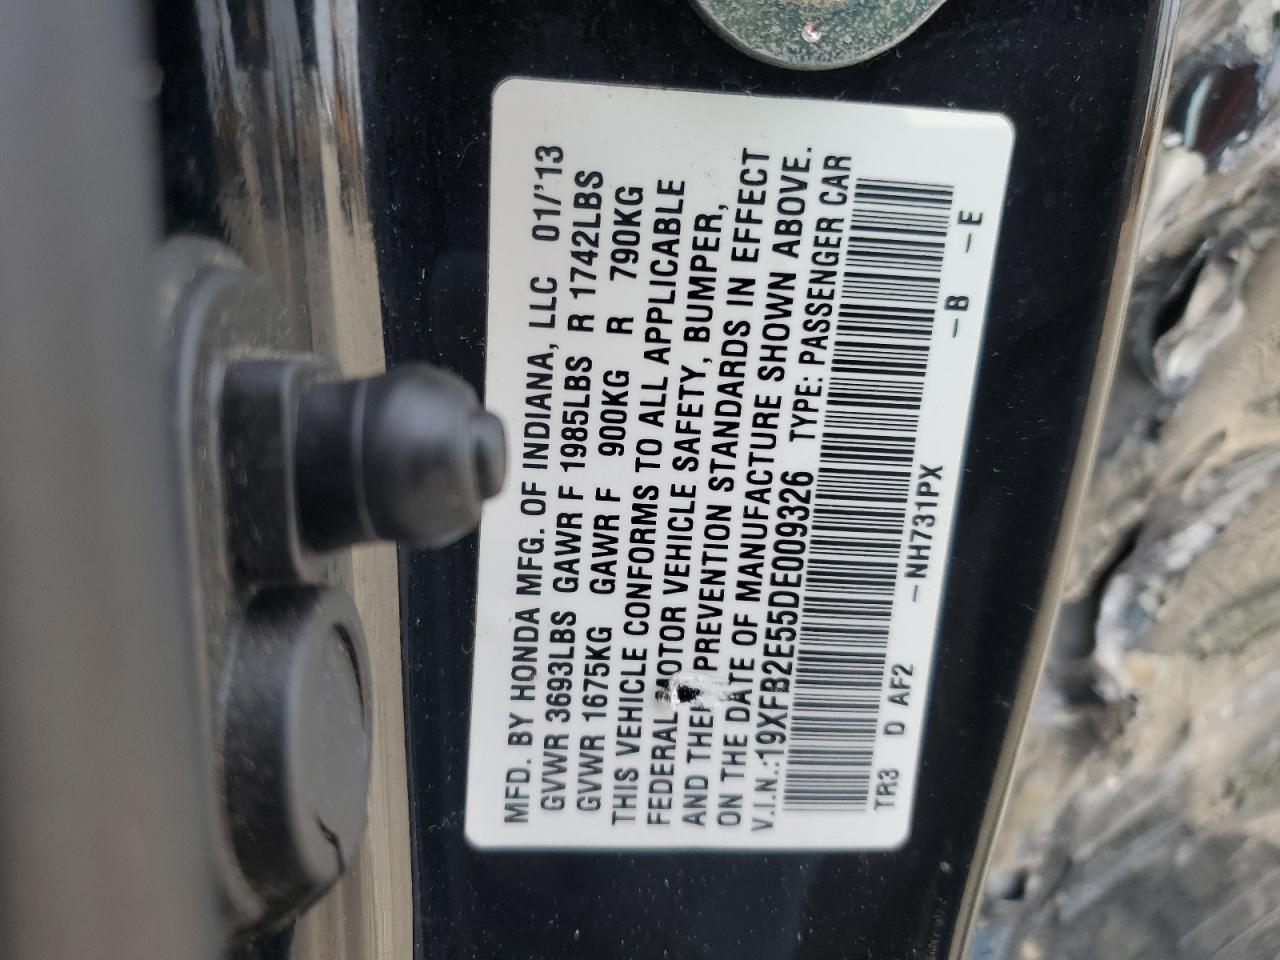 MFD. BY HONDA MFG. OF INDIANA, LLC 01/'13
GVWR 3693LBS GAWR F 1985LBS R 1742LBS
GVWR 1675KG GAWR F 900KG R 790KG
THIS VEHICLE CONFORMS TO ALL APPLICABLE
FEDERAL MOTOR VEHICLE SAFETY, BUMPER,
AND THEFT PREVENTION STANDARDS IN EFFECT
ON THE DATE OF MANUFACTURE SHOWN ABOVE.
V.I.N.:19XFB2E55DE009326 TYPE: PASSENGER CAR
TR3 D AF2 –NH731PX –B –E